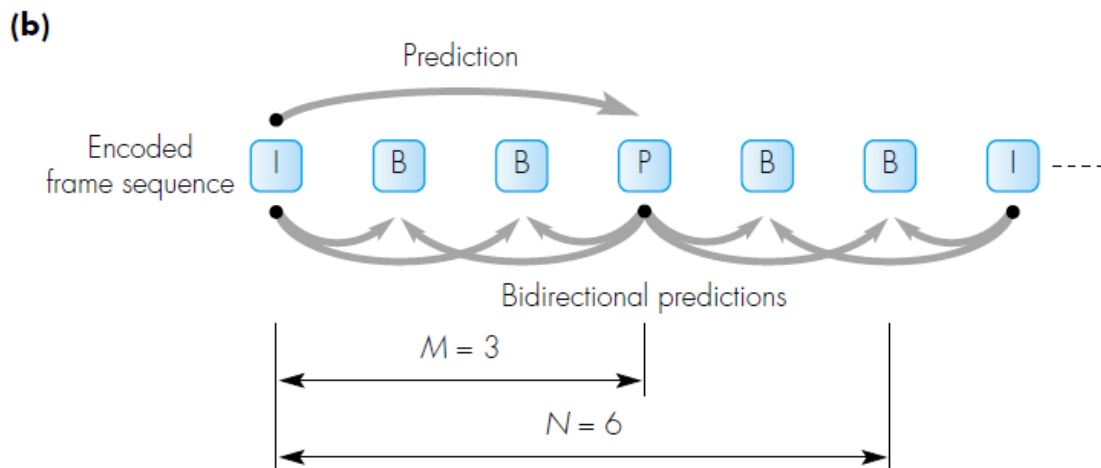 (b)
Prediction
Encoded
frame sequence
I B B P B B I
Bidirectional predictions
M = 3
N = 6